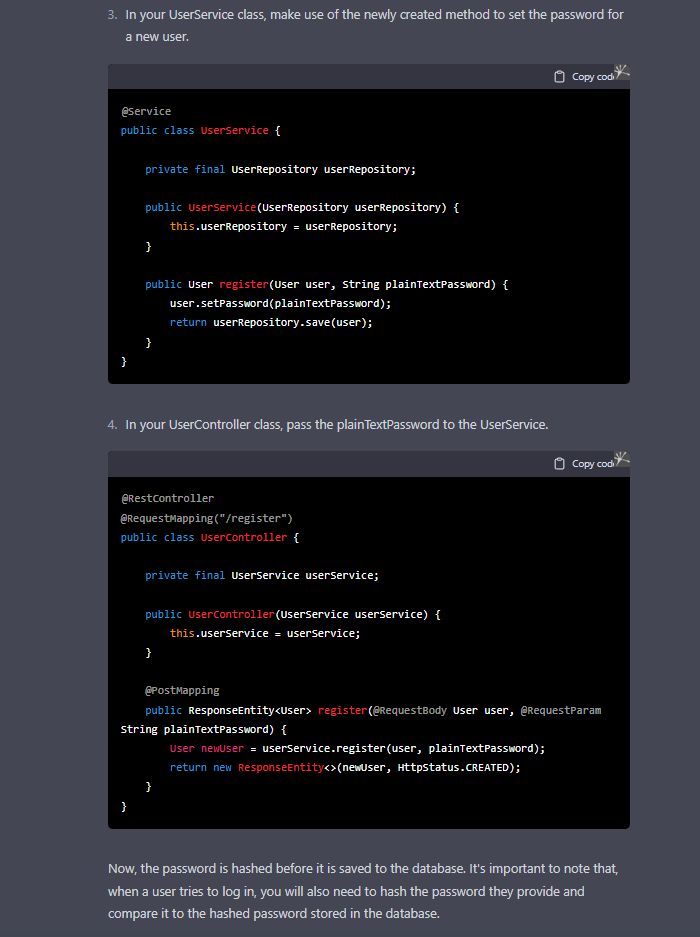 3. In your UserService class, make use of the newly created method to set the password for
a new user.
Copy code
@Service
public class UserService {
private final UserRepository userRepository;
public UserService(UserRepository userRepository) {
this.userRepository = userRepository;
}
public User register(User user, String plainTextPassword) {
user.setPassword(plainTextPassword);
return userRepository.save(user);
}
}
4. In your UserController class, pass the plainTextPassword to the UserService.
Copy code
@RestController
@RequestMapping("/register")
public class UserController {
private final UserService userService;
public UserController(UserService userService) {
this.userService = userService;
}
@PostMapping
public ResponseEntity<User> register(@RequestBody User user, @RequestParam
String plainTextPassword) {
User newUser = userService.register(user, plainTextPassword);
return new ResponseEntity<>(newUser, HttpStatus.CREATED);
}
}
Now, the password is hashed before it is saved to the database. It's important to note that,
when a user tries to log in, you will also need to hash the password they provide and
compare it to the hashed password stored in the database.